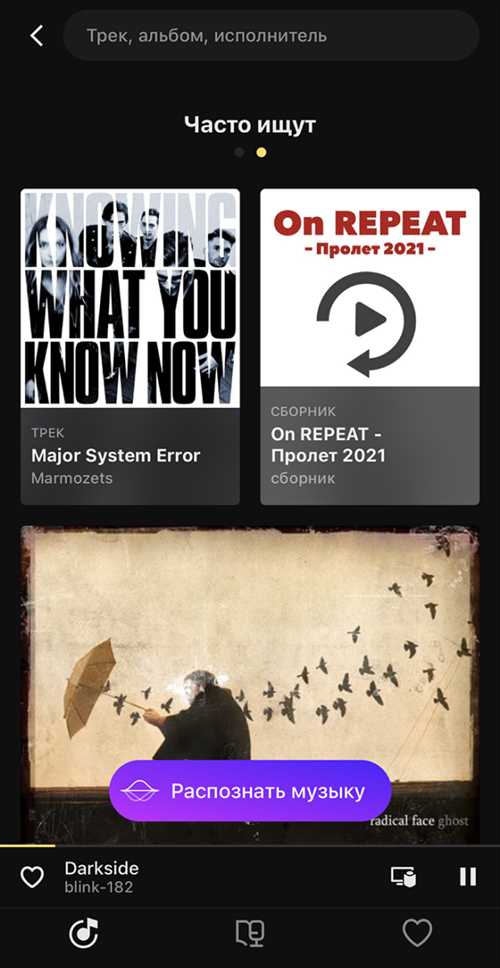 Трек, альбом, исполнитель
Часто ищут
KNOWING
WHAT YOU
KNOW NOW
On REPEAT
- Пролет 2021 -
ТРЕК
Major System Error
Marmozets
СБОРНИК
On REPEAT -
Пролет 2021
сборник
Распознать музыку
radical face ghost
Darkside
blink-182